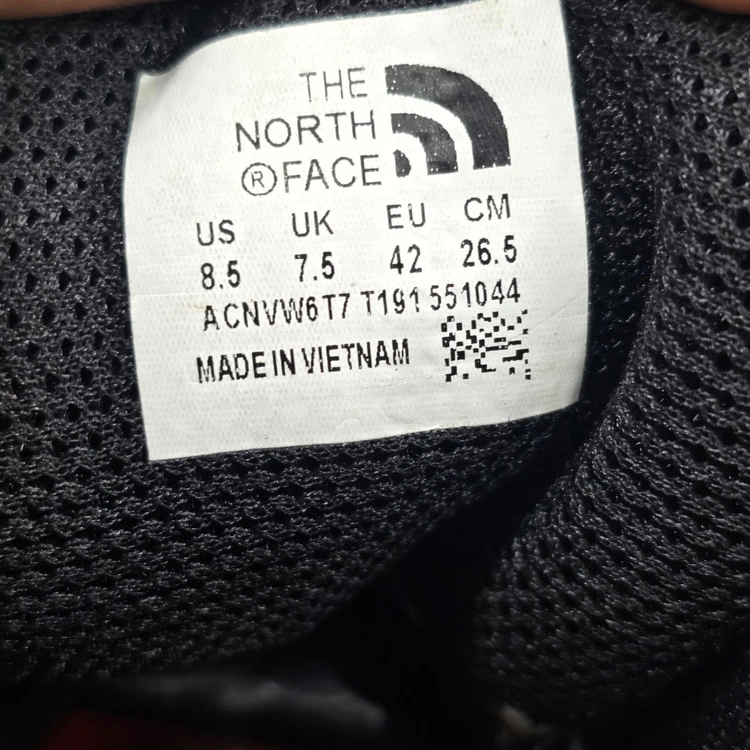 THE
NORTH
®FACE
US UK EU CM
8.5 7.5 42 26.5
ACNVW6T7 T191 551044
MADE IN VIETNAM